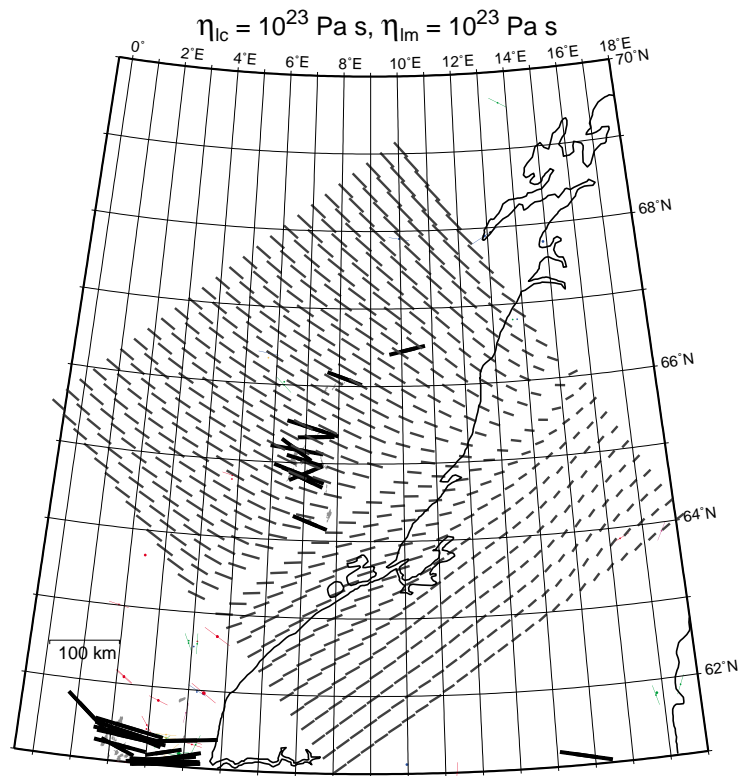 ηlc = 10^23 Pa s, ηlm = 10^23 Pa s
0˚ 2˚E 4˚E 6˚E 8˚E 10˚E 12˚E 14˚E 16˚E 18˚E
70˚N
68˚N
66˚N
64˚N
62˚N
100 km